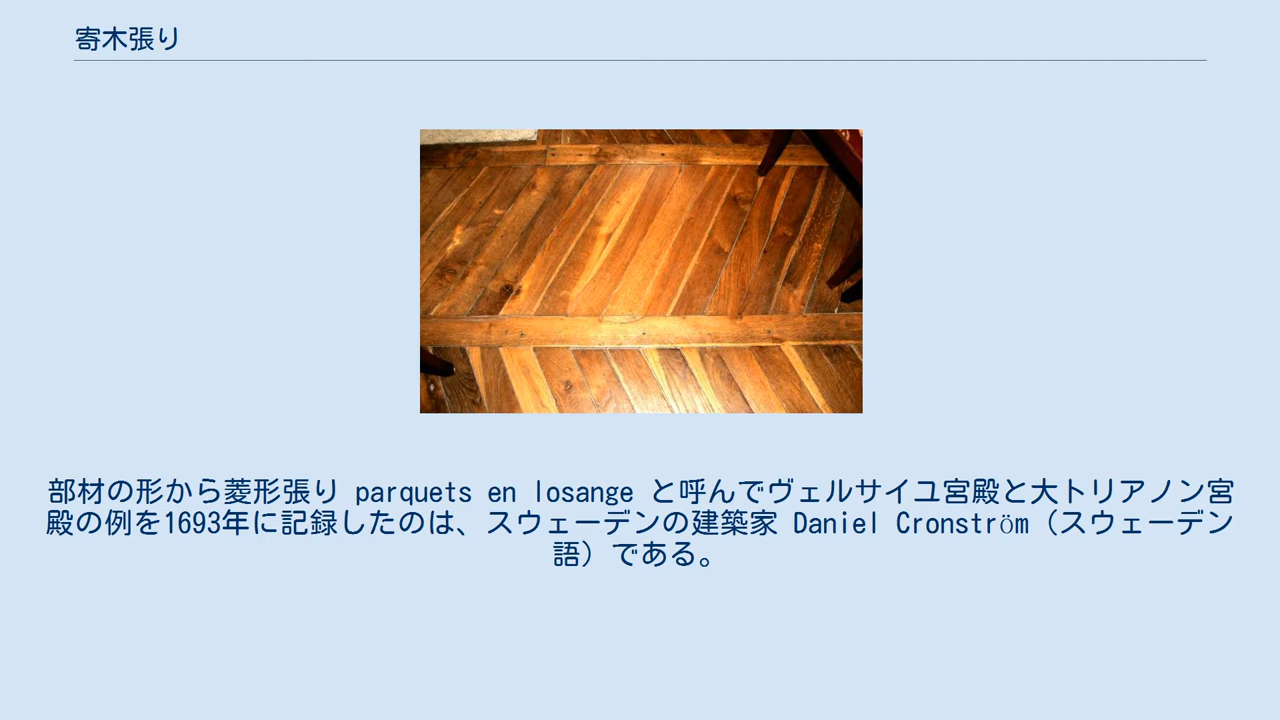 寄木張り
部材の形から菱形張り parquets en losange と呼んでヴェルサイユ宮殿と大トリアノン宮
殿の例を1693年に記録したのは、スウェーデンの建築家 Daniel Cronström（スウェーデン
語）である。